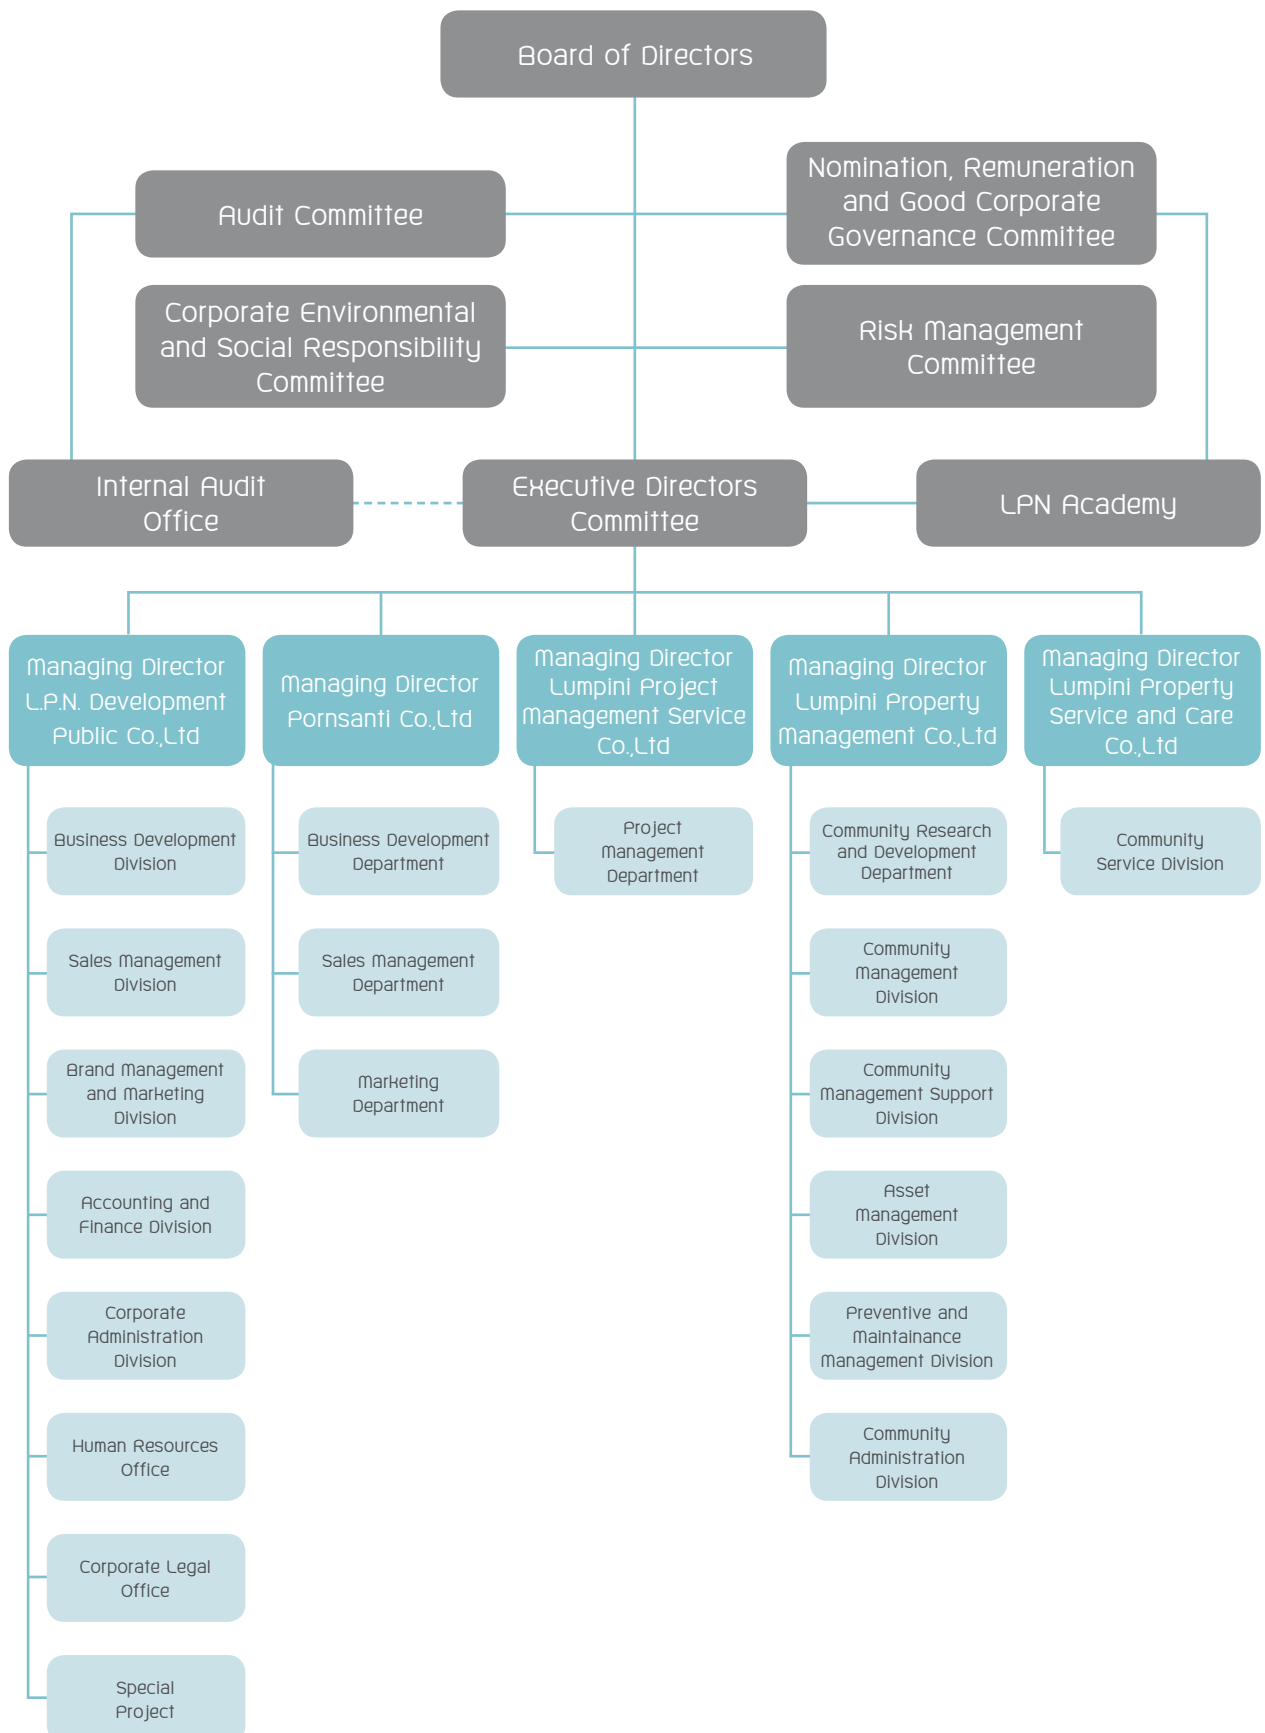 Board of Directors
Audit Committee
Nomination, Remuneration
and Good Corporate
Governance Committee
Corporate Environmental
and Social Responsibility
Committee
Risk Management
Committee
Internal Audit
Office
Executive Directors
Committee
LPN Academy
Managing Director
L.P.N. Development
Public Co.,Ltd
Managing Director
Pornsanti Co.,Ltd
Managing Director
Lumpini Project
Management Service
Co.,Ltd
Managing Director
Lumpini Property
Management Co.,Ltd
Managing Director
Lumpini Property
Service and Care
Co.,Ltd
Business Development
Division
Sales Management
Division
Brand Management
and Marketing
Division
Accounting and
Finance Division
Corporate
Administration
Division
Human Resources
Office
Corporate Legal
Office
Special
Project
Business Development
Department
Sales Management
Department
Marketing
Department
Project
Management
Department
Community Research
and Development
Department
Community
Management
Division
Community
Management Support
Division
Asset
Management
Division
Preventive and
Maintainance
Management Division
Community
Administration
Division
Community
Service Division